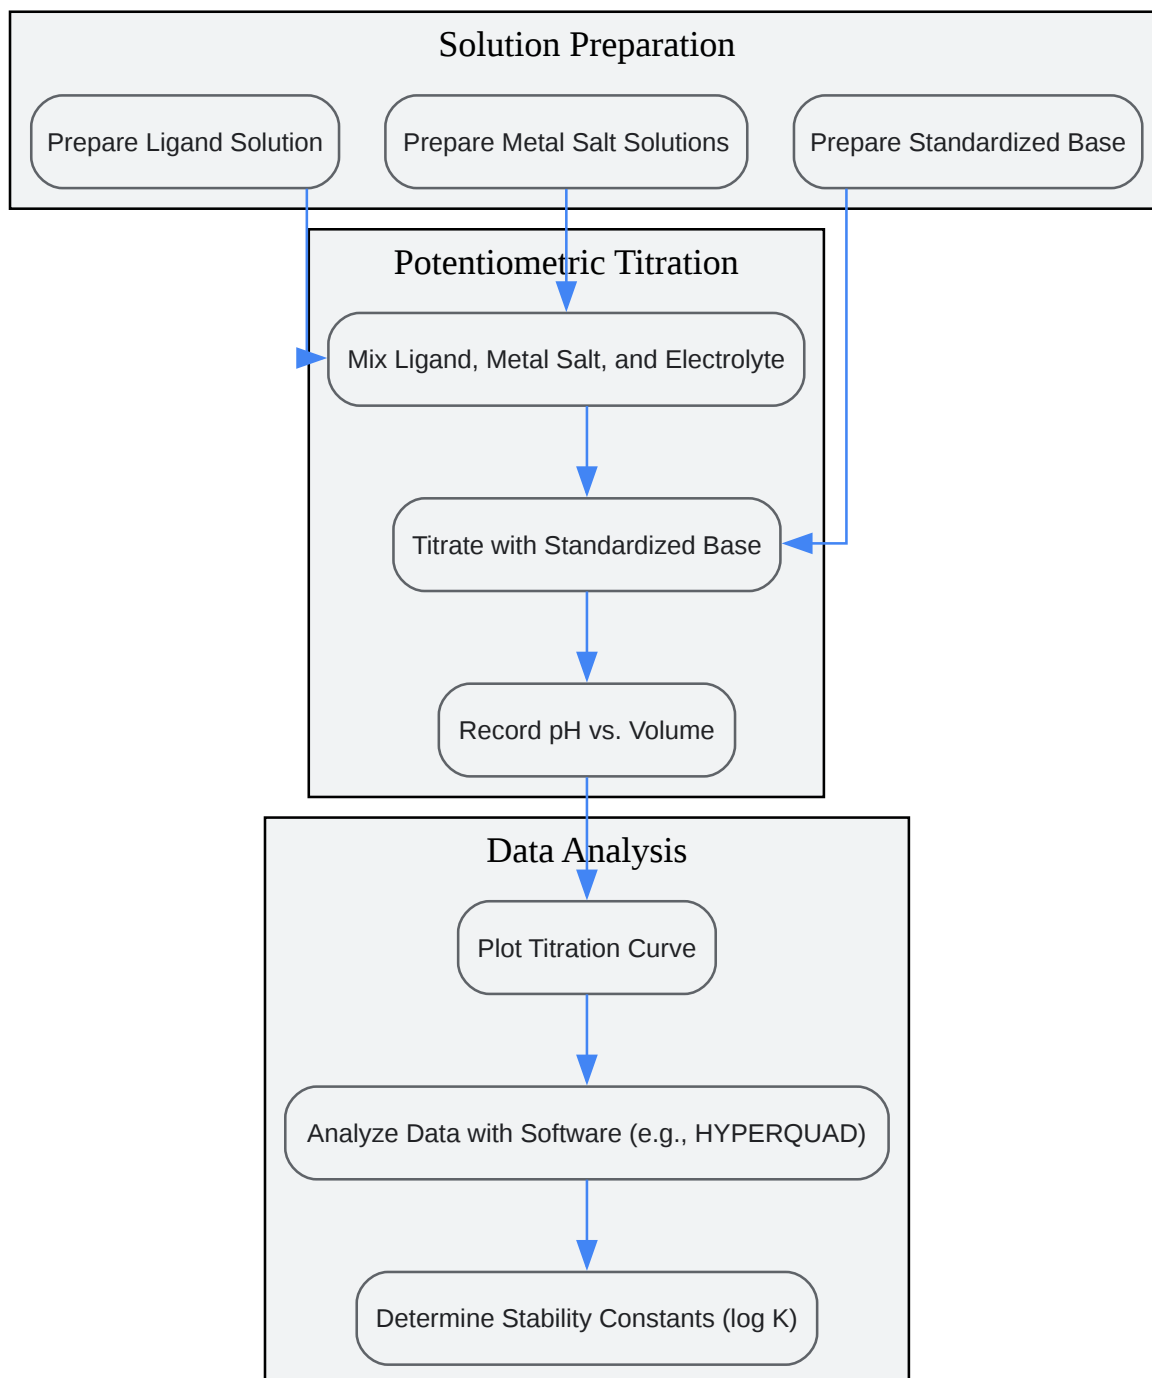 Solution Preparation
Prepare Ligand Solution
Prepare Metal Salt Solutions
Prepare Standardized Base
Potentiometric Titration
Mix Ligand, Metal Salt, and Electrolyte
Titrate with Standardized Base
Record pH vs. Volume
Data Analysis
Plot Titration Curve
Analyze Data with Software (e.g., HYPERQUAD)
Determine Stability Constants (log K)